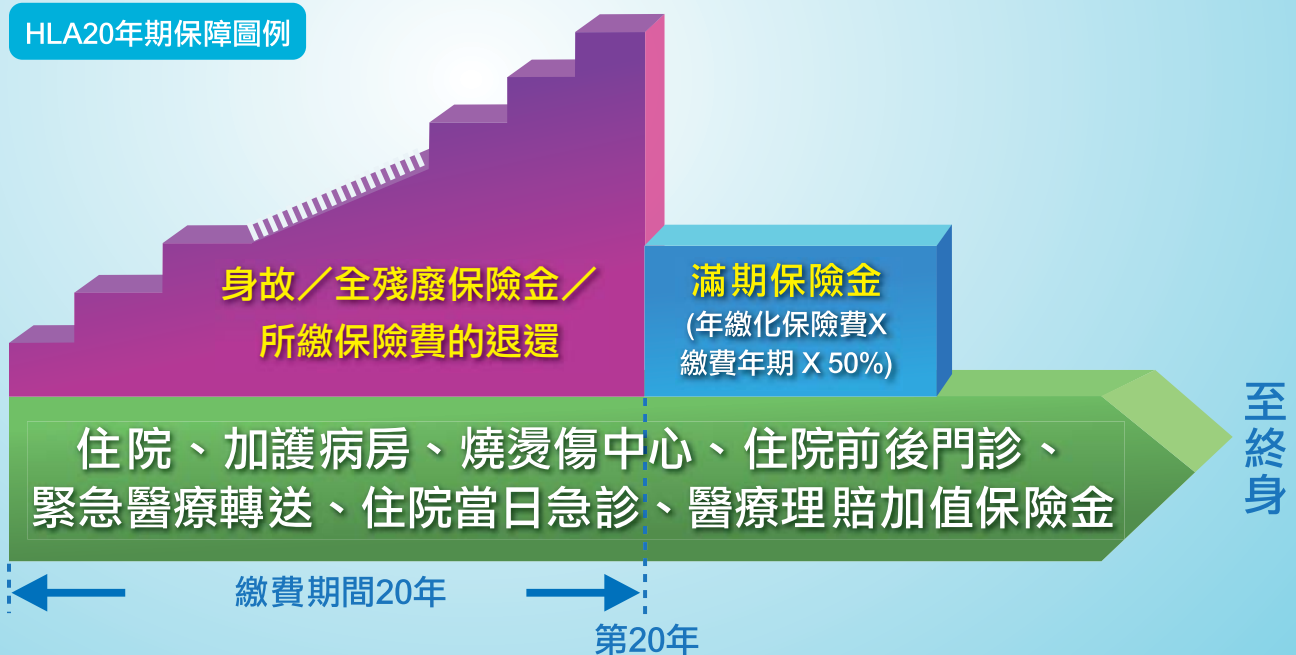 HLA20年期保障圖例
身故／全殘廢保險金／
所繳保險費的退還
滿期保險金
(年繳化保險費X
繳費年期 X 50%)
住院、加護病房、燒燙傷中心、住院前後門診、
緊急醫療轉送、住院當日急診、醫療理賠加值保險金
至終身
繳費期間20年
第20年